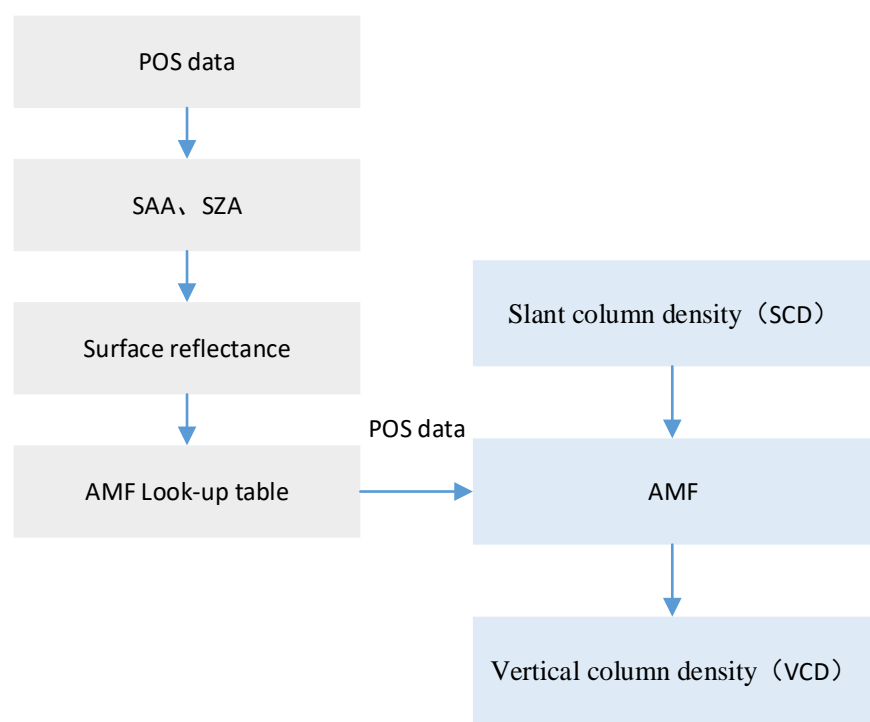 POS data
SAA、SZA
Surface reflectance
AMF Look-up table
POS data
Slant column density（SCD）
AMF
Vertical column density（VCD）